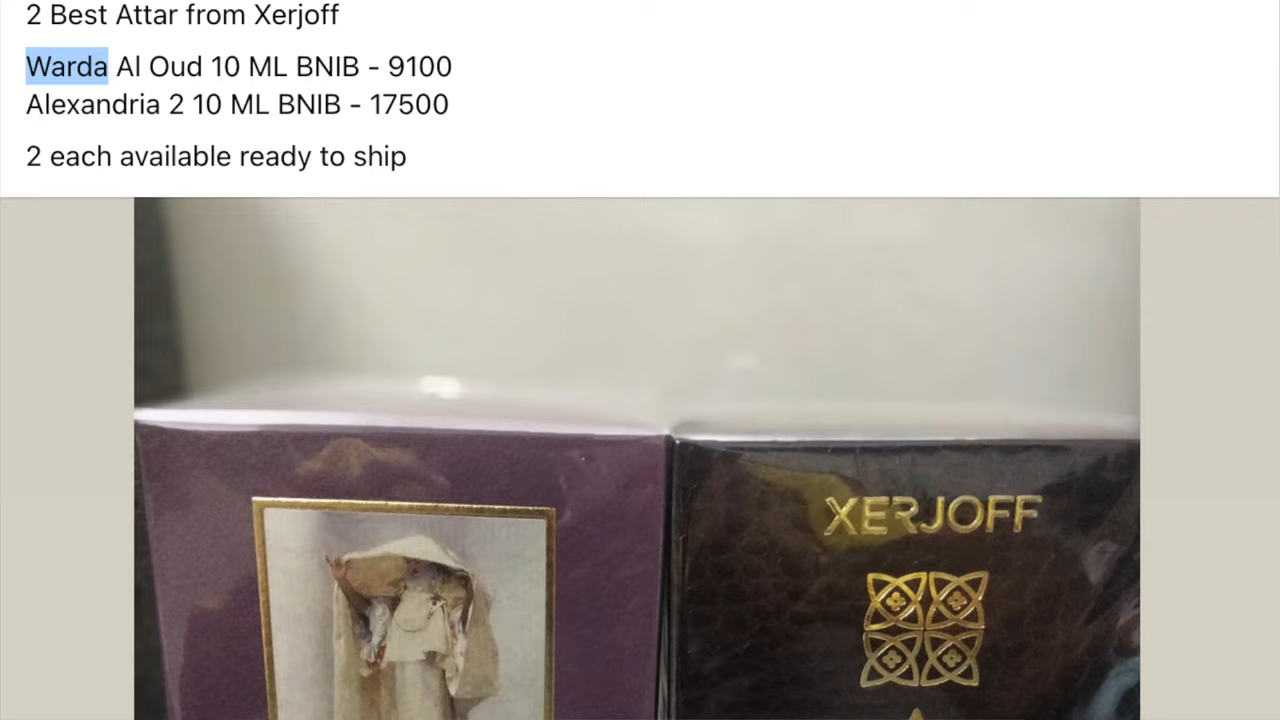 2 Best Attar from Xerjoff
Warda Al Oud 10 ML BNIB - 9100
Alexandria 2 10 ML BNIB - 17500
2 each available ready to ship
XERJOFF